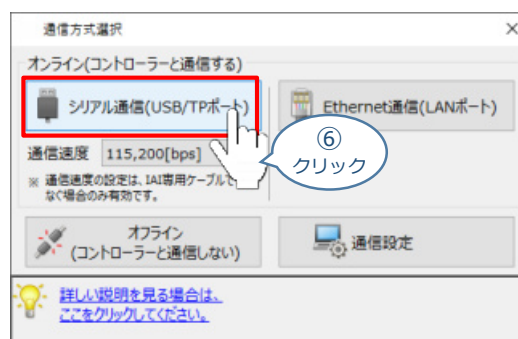 通信方式選択
オンライン(コントローラーと通信する)
シリアル通信(USB/TPポート)
Ethernet通信(LANポート)
通信速度 115,200[bps]
⑥
クリック
※ 通信速度の設定は、IAI専用ケーブルで
なぐ場合のみ有効です。
オフライン
(コントローラーと通信しない)
通信設定
詳しい説明を見る場合は、
ここをクリックしてください。